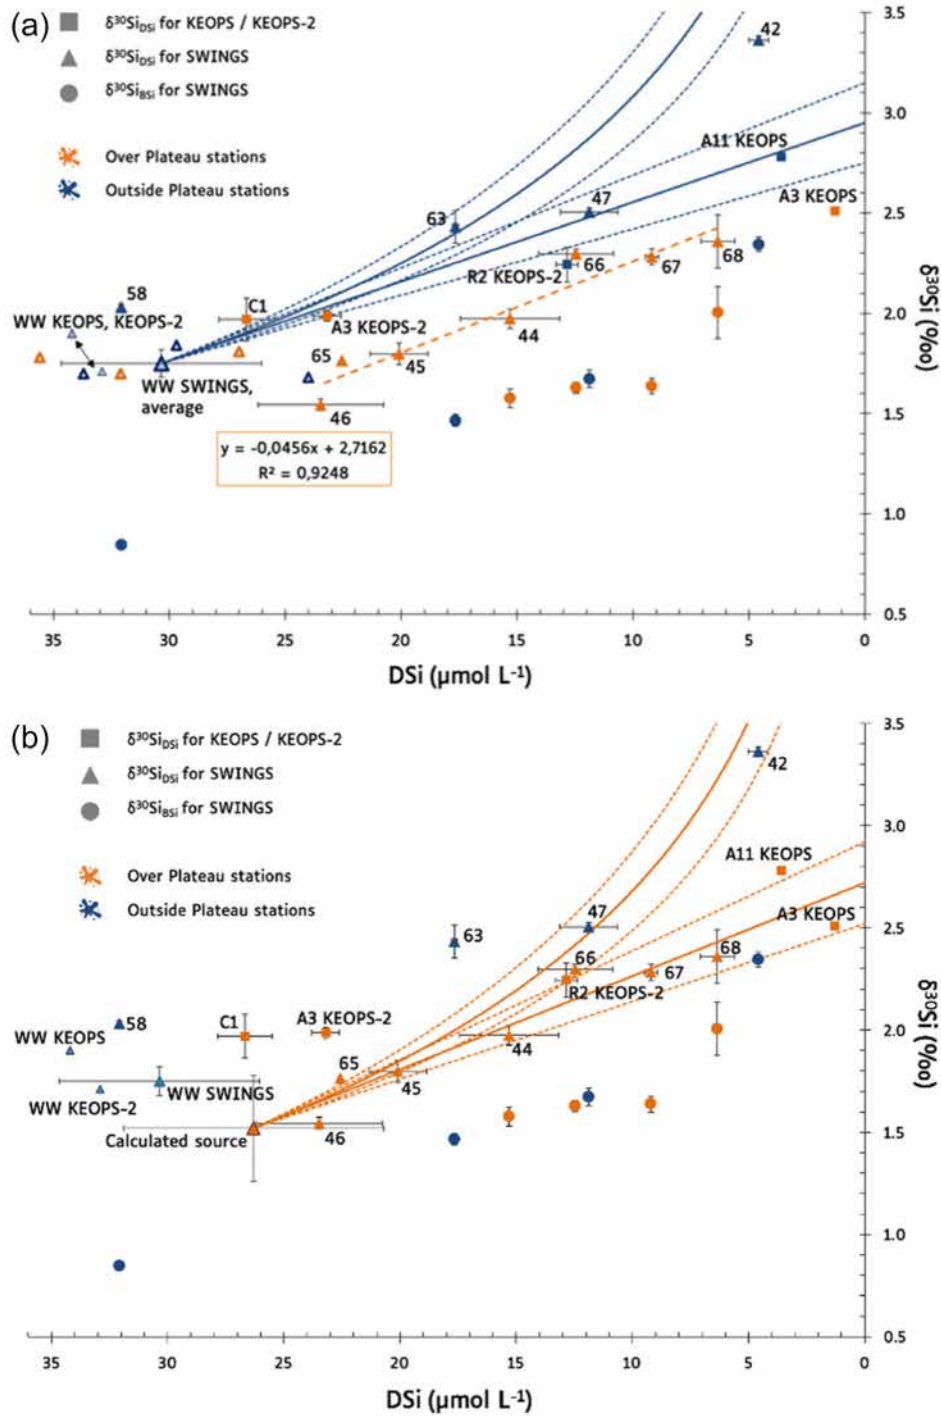 (a)
δ³⁰Si_DSi for KEOPS / KEOPS-2
δ³⁰Si_DSi for SWINGS
δ³⁰Si_BSi for SWINGS
Over Plateau stations
Outside Plateau stations
42
A11 KEOPS
A3 KEOPS
63
47
66
R2 KEOPS-2
67
68
58
WW KEOPS, KEOPS-2
C1
A3 KEOPS-2
44
65
45
WW SWINGS,
average
46
y = -0,0456x + 2,7162
R² = 0,9248
3.5
3.0
2.5
2.0
1.5
1.0
0.5
δ³⁰Si (‰)
35 30 25 20 15 10 5 0
DSi (µmol L⁻¹)
(b)
δ³⁰Si_DSi for KEOPS / KEOPS-2
δ³⁰Si_DSi for SWINGS
δ³⁰Si_BSi for SWINGS
Over Plateau stations
Outside Plateau stations
42
A11 KEOPS
A3 KEOPS
63
47
66
R2 KEOPS-2
67
68
58
WW KEOPS
C1
A3 KEOPS-2
44
65
45
WW SWINGS
WW KEOPS-2
Calculated source
46
3.5
3.0
2.5
2.0
1.5
1.0
0.5
δ³⁰Si (‰)
35 30 25 20 15 10 5 0
DSi (µmol L⁻¹)